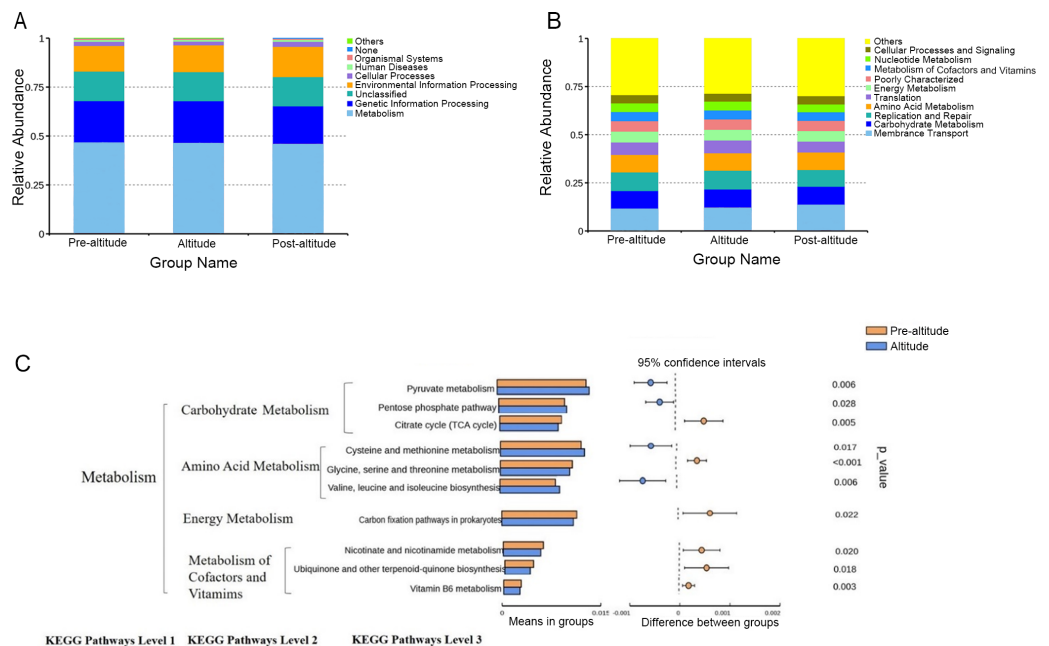 A
Relative Abundance
1
0.75
0.5
0.25
0
Pre-altitude
Altitude
Post-altitude
Group Name
Others
None
Organismal Systems
Human Diseases
Cellular Processes
Environmental Information Processing
Unclassified
Genetic Information Processing
Metabolism
B
Relative Abundance
1
0.75
0.5
0.25
0
Pre-altitude
Altitude
Post-altitude
Group Name
Others
Cellular Processes and Signaling
Nucleotide Metabolism
Metabolism of Cofactors and Vitamins
Poorly Characterized
Energy Metabolism
Translation
Amino Acid Metabolism
Replication and Repair
Carbohydrate Metabolism
Membrance Transport
C
Pre-altitude
Altitude
95% confidence intervals
Metabolism
Carbohydrate Metabolism
Pyruvate metabolism
0.006
Pentose phosphate pathway
0.028
Citrate cycle (TCA cycle)
0.005
Amino Acid Metabolism
Cysteine and methionine metabolism
0.017
Glycine, serine and threonine metabolism
<0.001
Valine, leucine and isoleucine biosynthesis
0.006
Energy Metabolism
Carbon fixation pathways in prokaryotes
0.022
Metabolism of
Cofactors and
Vitamims
Nicotinate and nicotinamide metabolism
0.020
Ubiquinone and other terpenoid-quinone biosynthesis
0.018
Vitamin B6 metabolism
0.003
p_value
0
0.015
-0.001
0
0.001
0.002
Means in groups
Difference between groups
KEGG Pathways Level 1
KEGG Pathways Level 2
KEGG Pathways Level 3